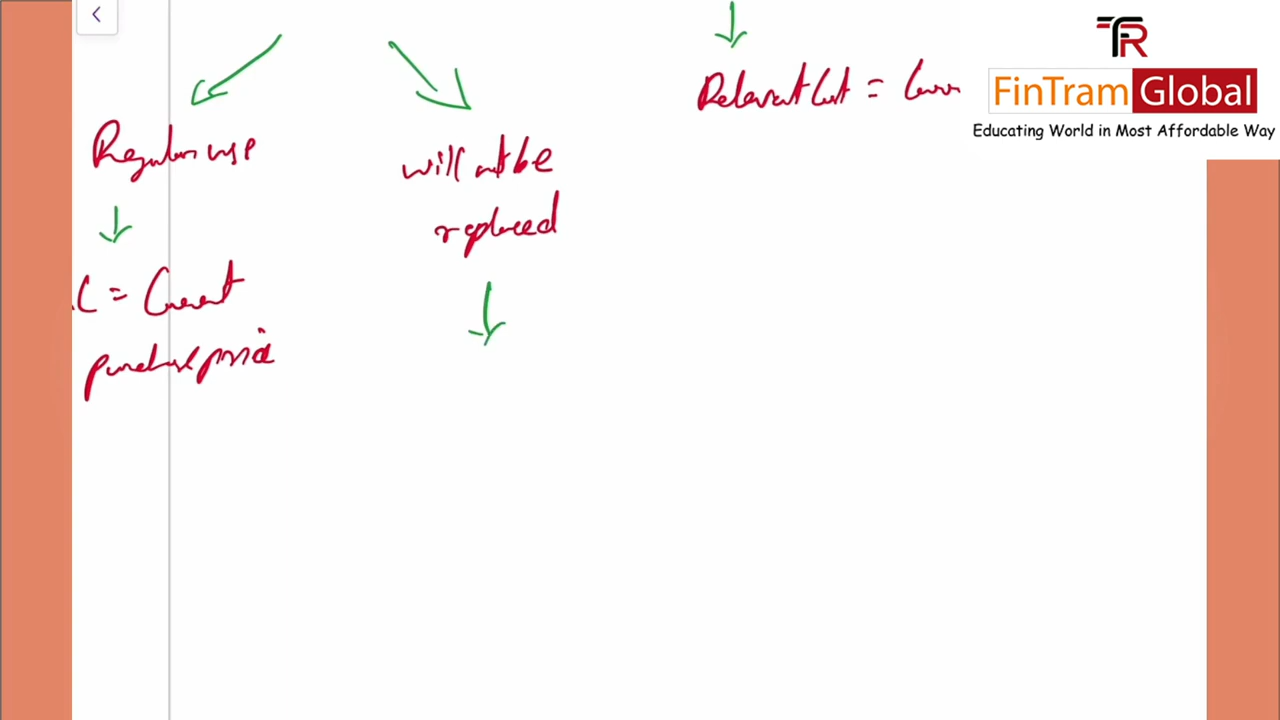 Relevant Cost = Curr
TR
FinTram Global
Educating World in Most Affordable Way
Regular use
will not be
replaced
C = Current
purchase price